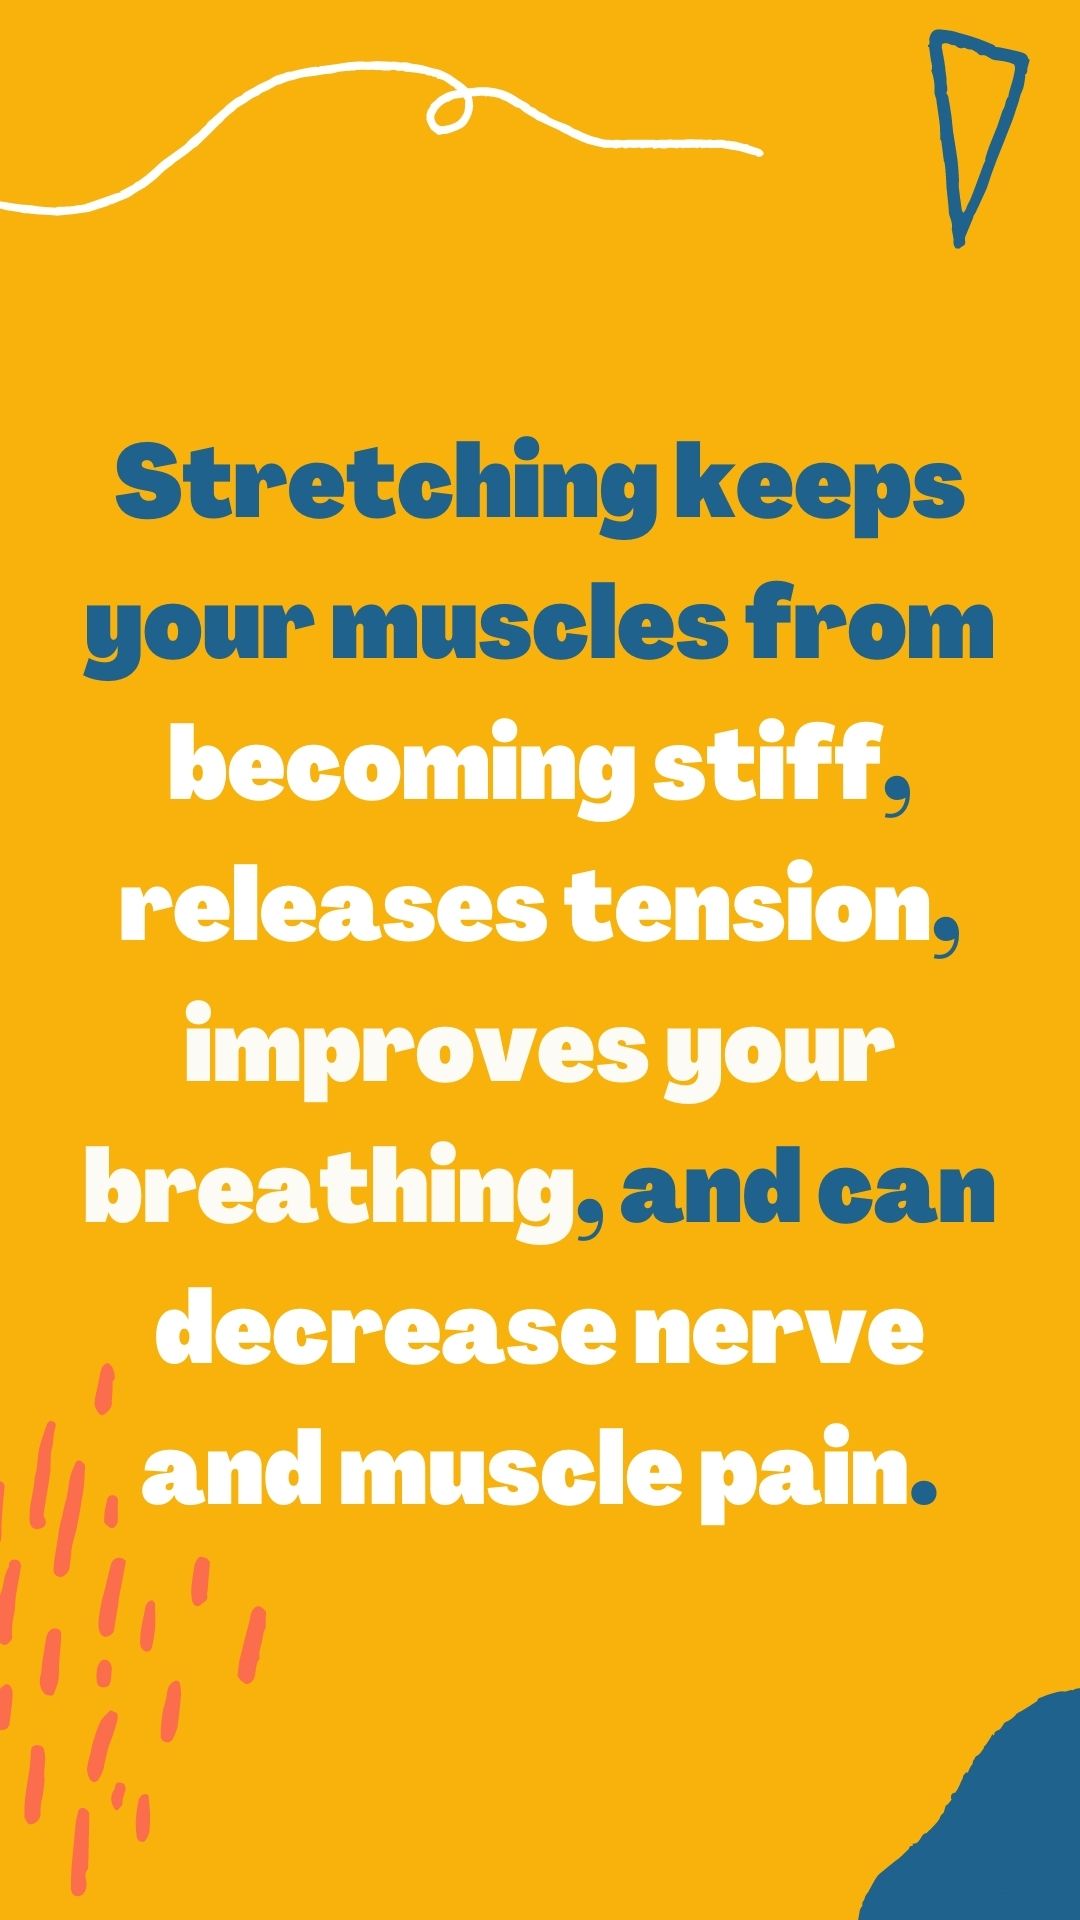 Stretching keeps
your muscles from
becoming stiff,
releases tension,
improves your
breathing, and can
decrease nerve
and muscle pain.